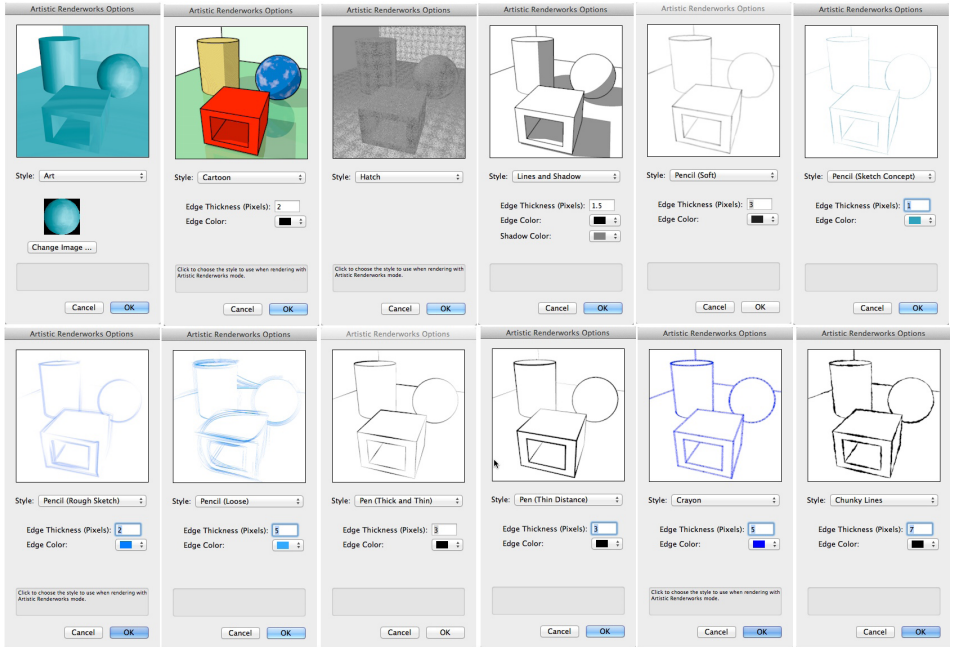 Artistic Renderworks Options
Style: Art
Change Image ...
Cancel OK
Artistic Renderworks Options
Style: Cartoon
Edge Thickness (Pixels): 2
Edge Color:
Click to choose the style to use when rendering with
Artistic Renderworks mode.
Cancel OK
Artistic Renderworks Options
Style: Hatch
Click to choose the style to use when rendering with
Artistic Renderworks mode.
Cancel OK
Artistic Renderworks Options
Style: Lines and Shadow
Edge Thickness (Pixels): 1.5
Edge Color:
Shadow Color:
Cancel OK
Artistic Renderworks Options
Style: Pencil (Soft)
Edge Thickness (Pixels): 3
Edge Color:
Cancel OK
Artistic Renderworks Options
Style: Pencil (Sketch Concept)
Edge Thickness (Pixels): 1
Edge Color:
Cancel OK
Artistic Renderworks Options
Style: Pencil (Rough Sketch)
Edge Thickness (Pixels): 2
Edge Color:
Click to choose the style to use when rendering with
Artistic Renderworks mode.
Cancel OK
Artistic Renderworks Options
Style: Pencil (Loose)
Edge Thickness (Pixels): 5
Edge Color:
Cancel OK
Artistic Renderworks Options
Style: Pen (Thick and Thin)
Edge Thickness (Pixels): 3
Edge Color:
Cancel OK
Artistic Renderworks Options
Style: Pen (Thin Distance)
Edge Thickness (Pixels): 3
Edge Color:
Cancel OK
Artistic Renderworks Options
Style: Crayon
Edge Thickness (Pixels): 5
Edge Color:
Click to choose the style to use when rendering with
Artistic Renderworks mode.
Cancel OK
Artistic Renderworks Options
Style: Chunky Lines
Edge Thickness (Pixels): 7
Edge Color:
Cancel OK